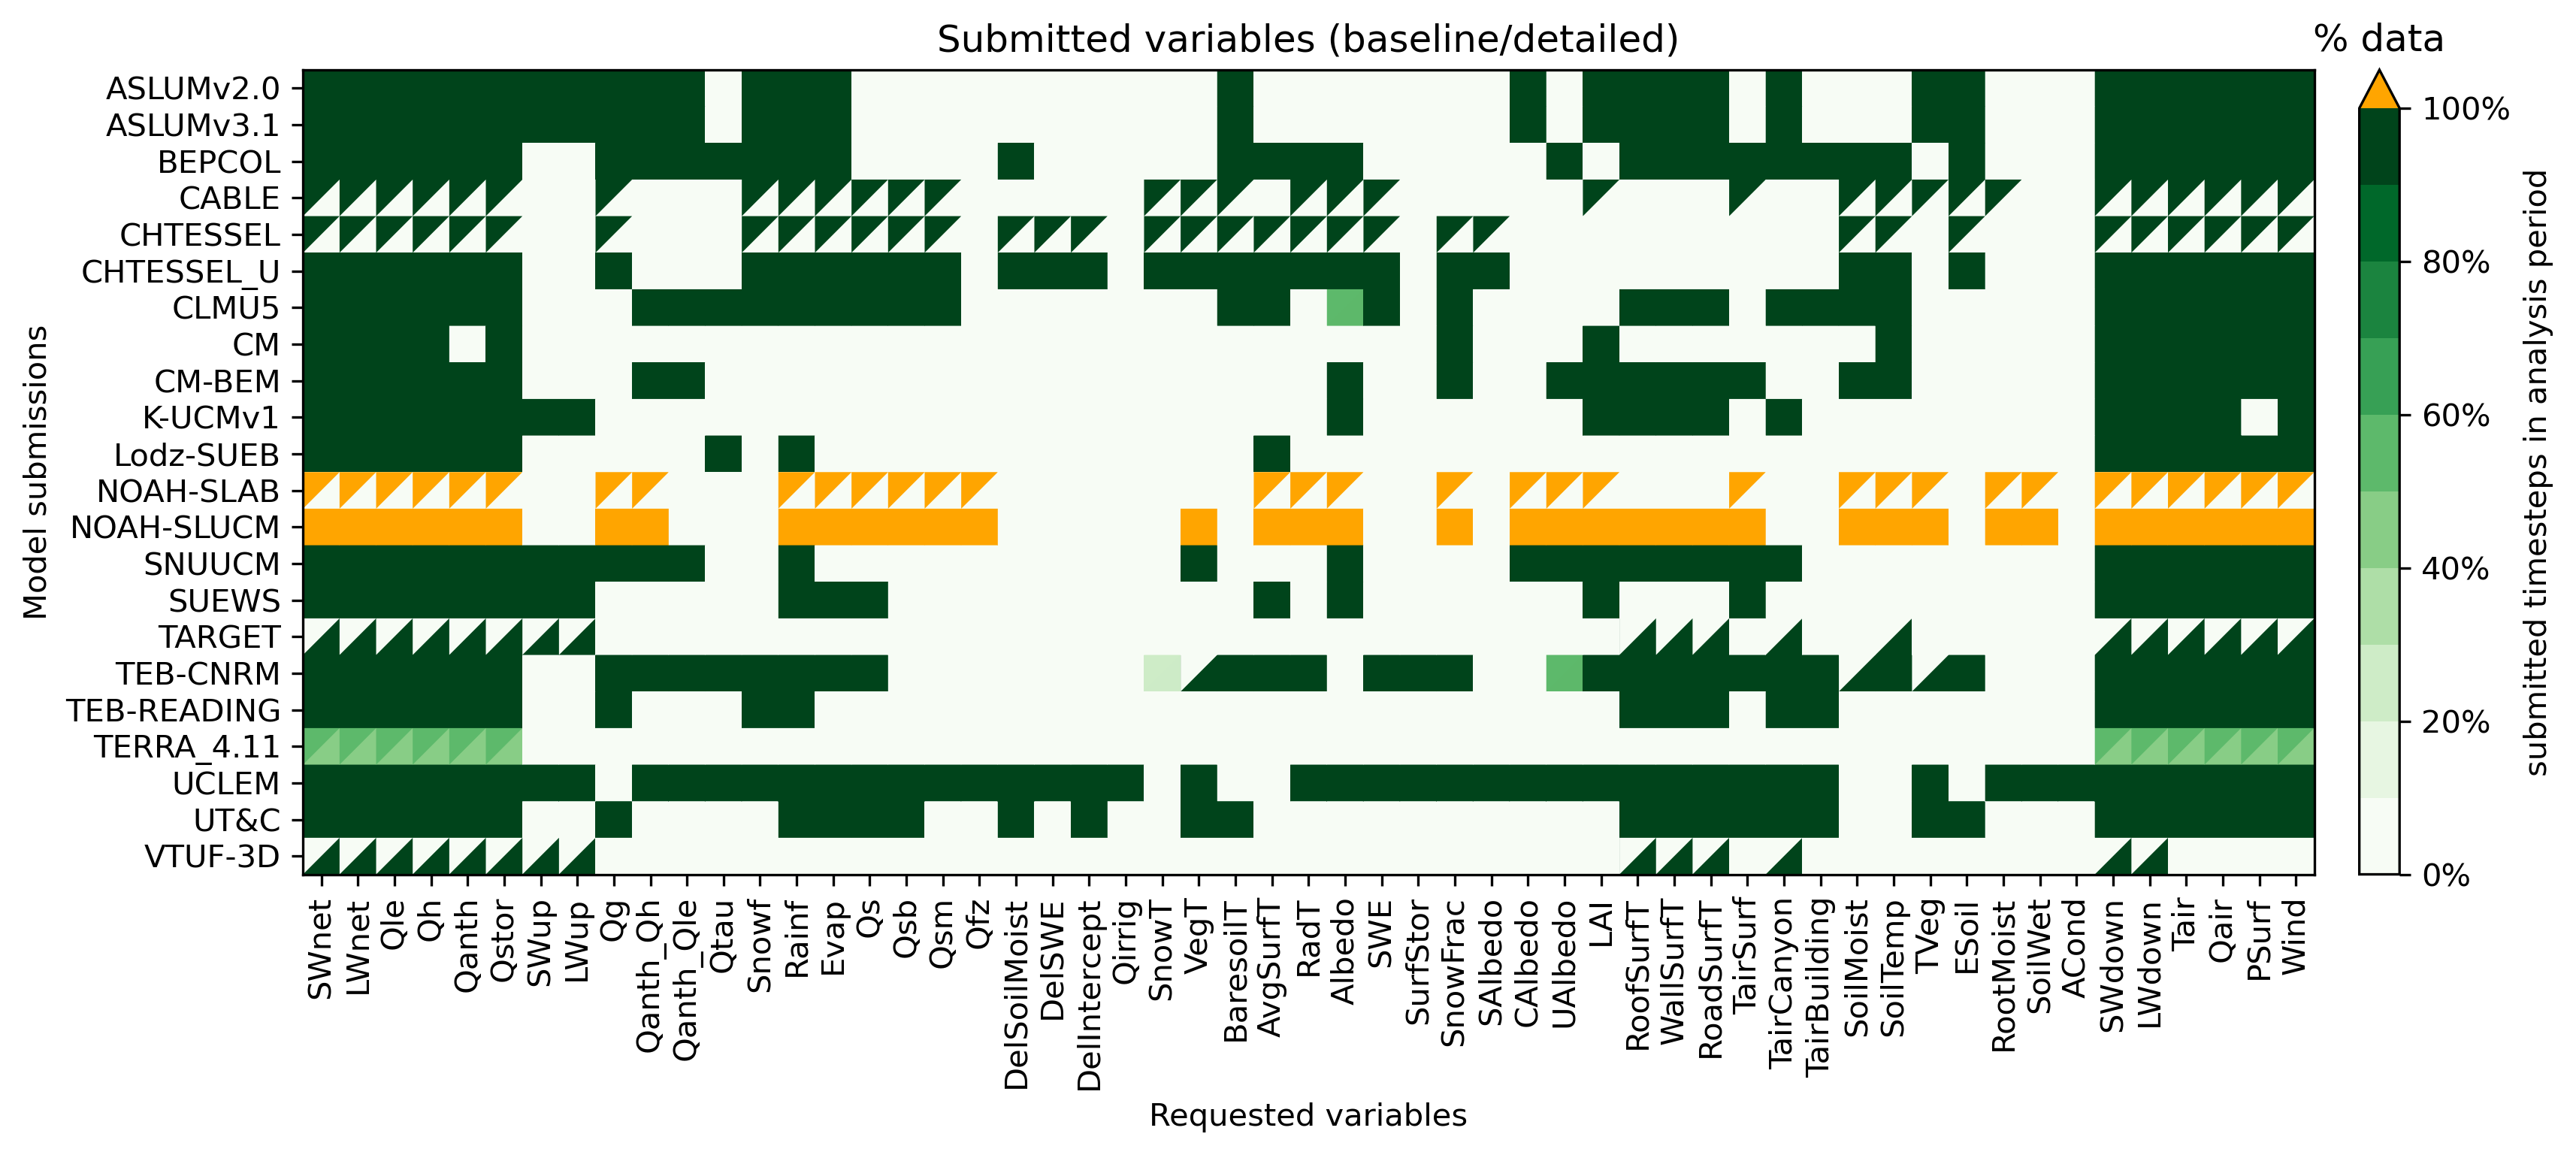 Submitted variables (baseline/detailed)
% data
Model submissions
ASLUMv2.0
ASLUMv3.1
BEPCOL
CABLE
CHTESSEL
CHTESSEL_U
CLMU5
CM
CM-BEM
K-UCMv1
Lodz-SUEB
NOAH-SLAB
NOAH-SLUCM
SNUUCM
SUEWS
TARGET
TEB-CNRM
TEB-READING
TERRA_4.11
UCLEM
UT&C
VTUF-3D
SWnet
LWnet
Qle
Qh
Qanth
Qstor
SWup
LWup
Qg
Qanth_Qh
Qanth_Qle
Qtau
Snowf
Rainf
Evap
Qs
Qsb
Qsm
Qfz
DelSoilMoist
DelSWE
DelIntercept
Qirrig
SnowT
VegT
BaresoilT
AvgSurfT
RadT
Albedo
SWE
SurfStor
SnowFrac
SAlbedo
CAlbedo
UAlbedo
LAI
RoofSurfT
WallSurfT
RoadSurfT
TairSurf
TairCanyon
TairBuilding
SoilMoist
SoilTemp
TVeg
ESoil
RootMoist
SoilWet
ACond
SWdown
LWdown
Tair
Qair
PSurf
Wind
Requested variables
100%
80%
60%
40%
20%
0%
submitted timesteps in analysis period